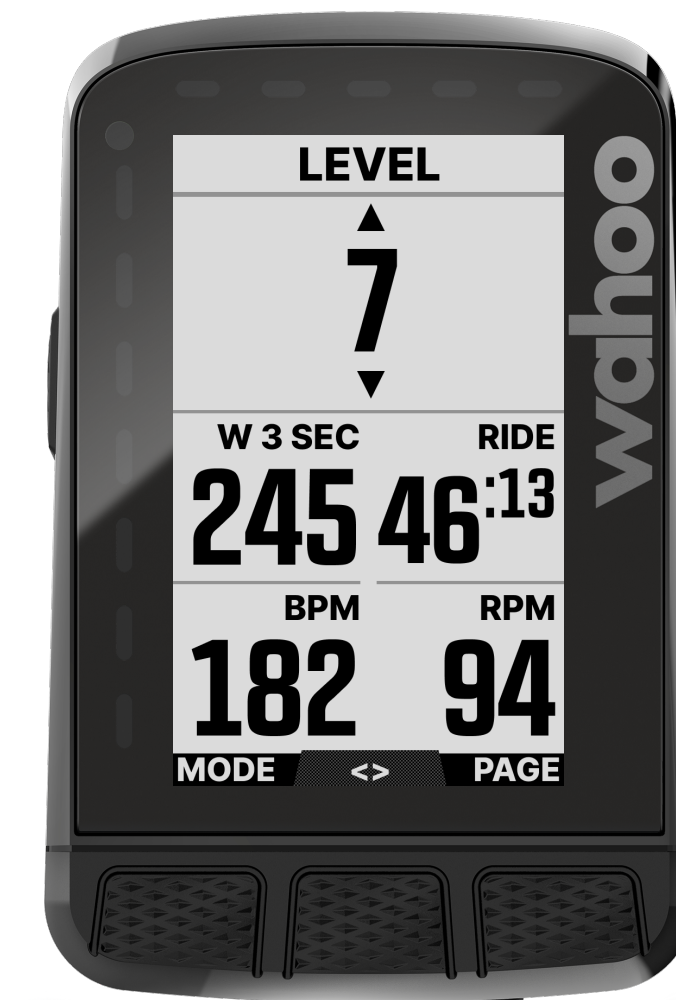 LEVEL
▲
7
▼
W 3 SEC
RIDE
245
46:13
BPM
RPM
182
94
MODE
<>
PAGE
wahoo